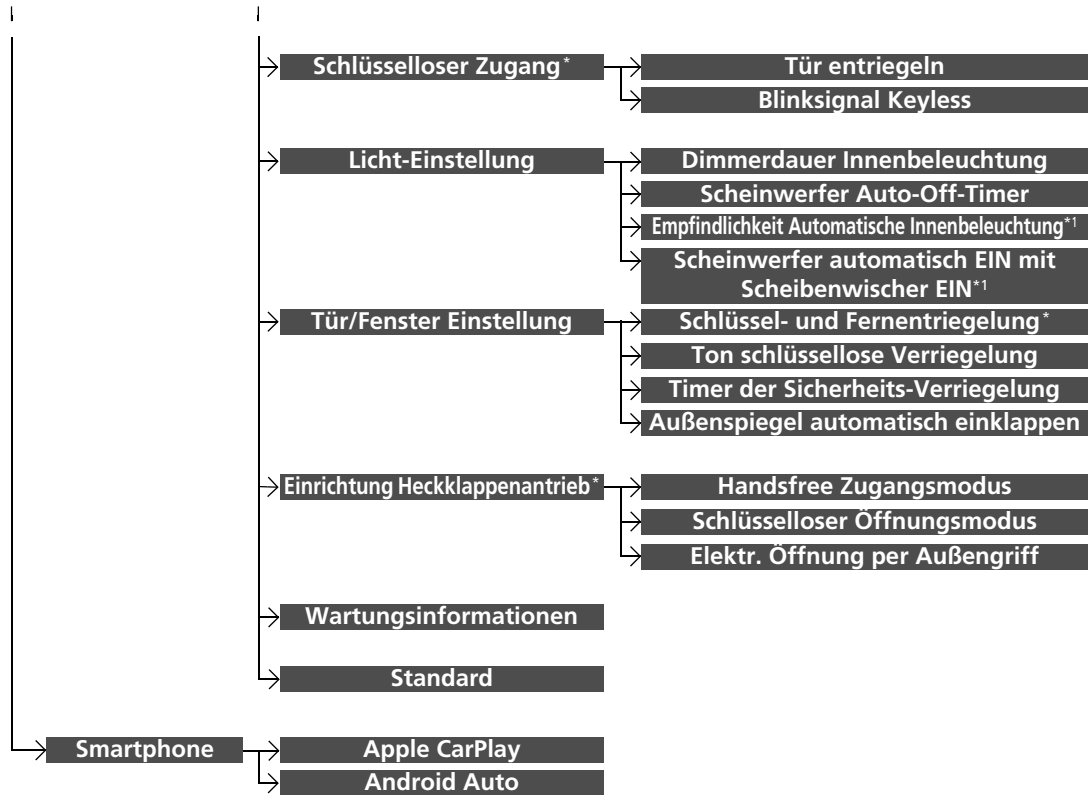 Schlüsselloser Zugang*
Tür entriegeln
Blinksignal Keyless
Licht-Einstellung
Dimmerdauer Innenbeleuchtung
Scheinwerfer Auto-Off-Timer
Empfindlichkeit Automatische Innenbeleuchtung*1
Scheinwerfer automatisch EIN mit
Scheibenwischer EIN*1
Tür/Fenster Einstellung
Schlüssel- und Fernentriegelung*
Ton schlüssellose Verriegelung
Timer der Sicherheits-Verriegelung
Außenspiegel automatisch einklappen
Einrichtung Heckklappenantrieb*
Handsfree Zugangsmodus
Schlüsselloser Öffnungsmodus
Elektr. Öffnung per Außengriff
Wartungsinformationen
Standard
Smartphone
Apple CarPlay
Android Auto